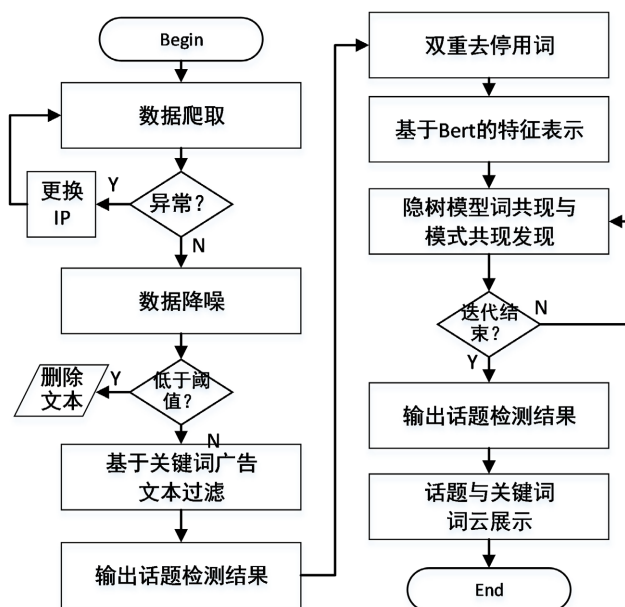 Begin
数据爬取
更换
IP
Y
异常？
N
数据降噪
删除
文本
Y
低于阈
值？
N
基于关键词广告
文本过滤
输出话题检测结果
双重去停用词
基于Bert的特征表示
隐树模型词共现与
模式共现发现
迭代结
束？
N
Y
输出话题检测结果
话题与关键词
词云展示
End